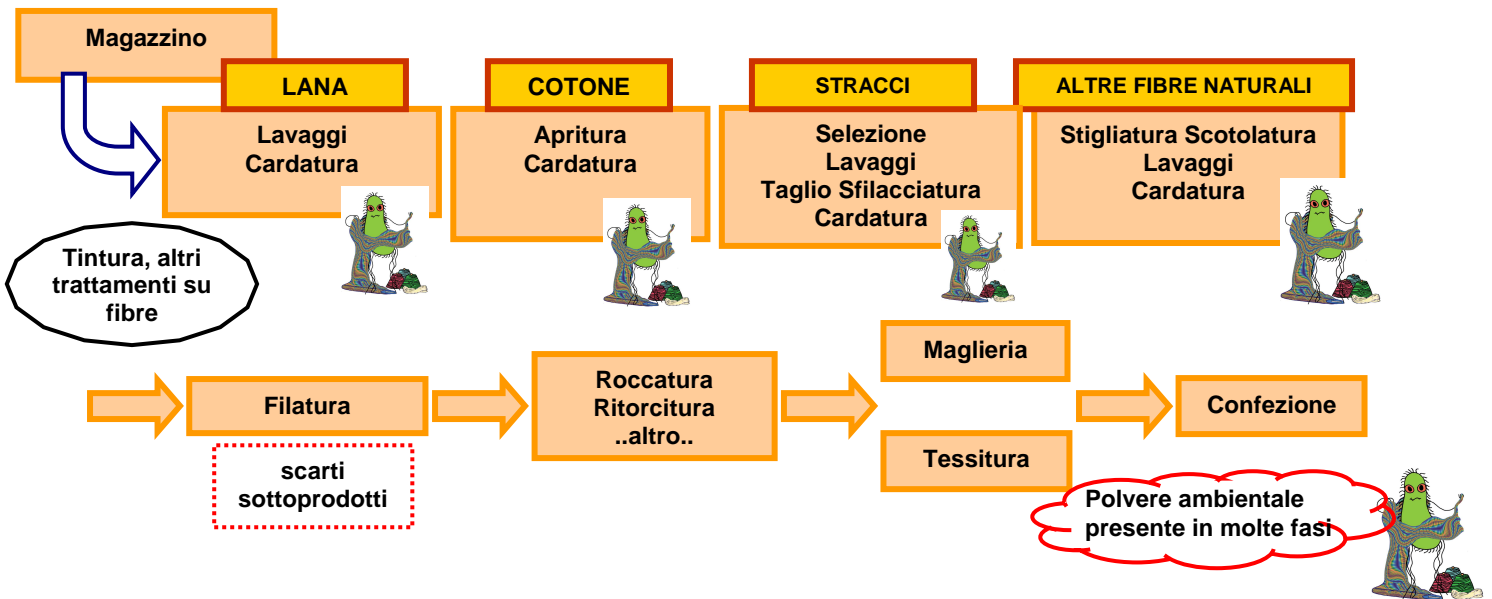 Magazzino
LANA
Lavaggi
Cardatura
COTONE
Apritura
Cardatura
STRACCI
Selezione
Lavaggi
Taglio Sfilacciatura
Cardatura
ALTRE FIBRE NATURALI
Stigliatura Scotolatura
Lavaggi
Cardatura
Tintura, altri
trattamenti su
fibre
Filatura
scarti
sottoprodotti
Roccatura
Ritorcitura
..altro..
Maglieria
Tessitura
Confezione
Polvere ambientale
presente in molte fasi